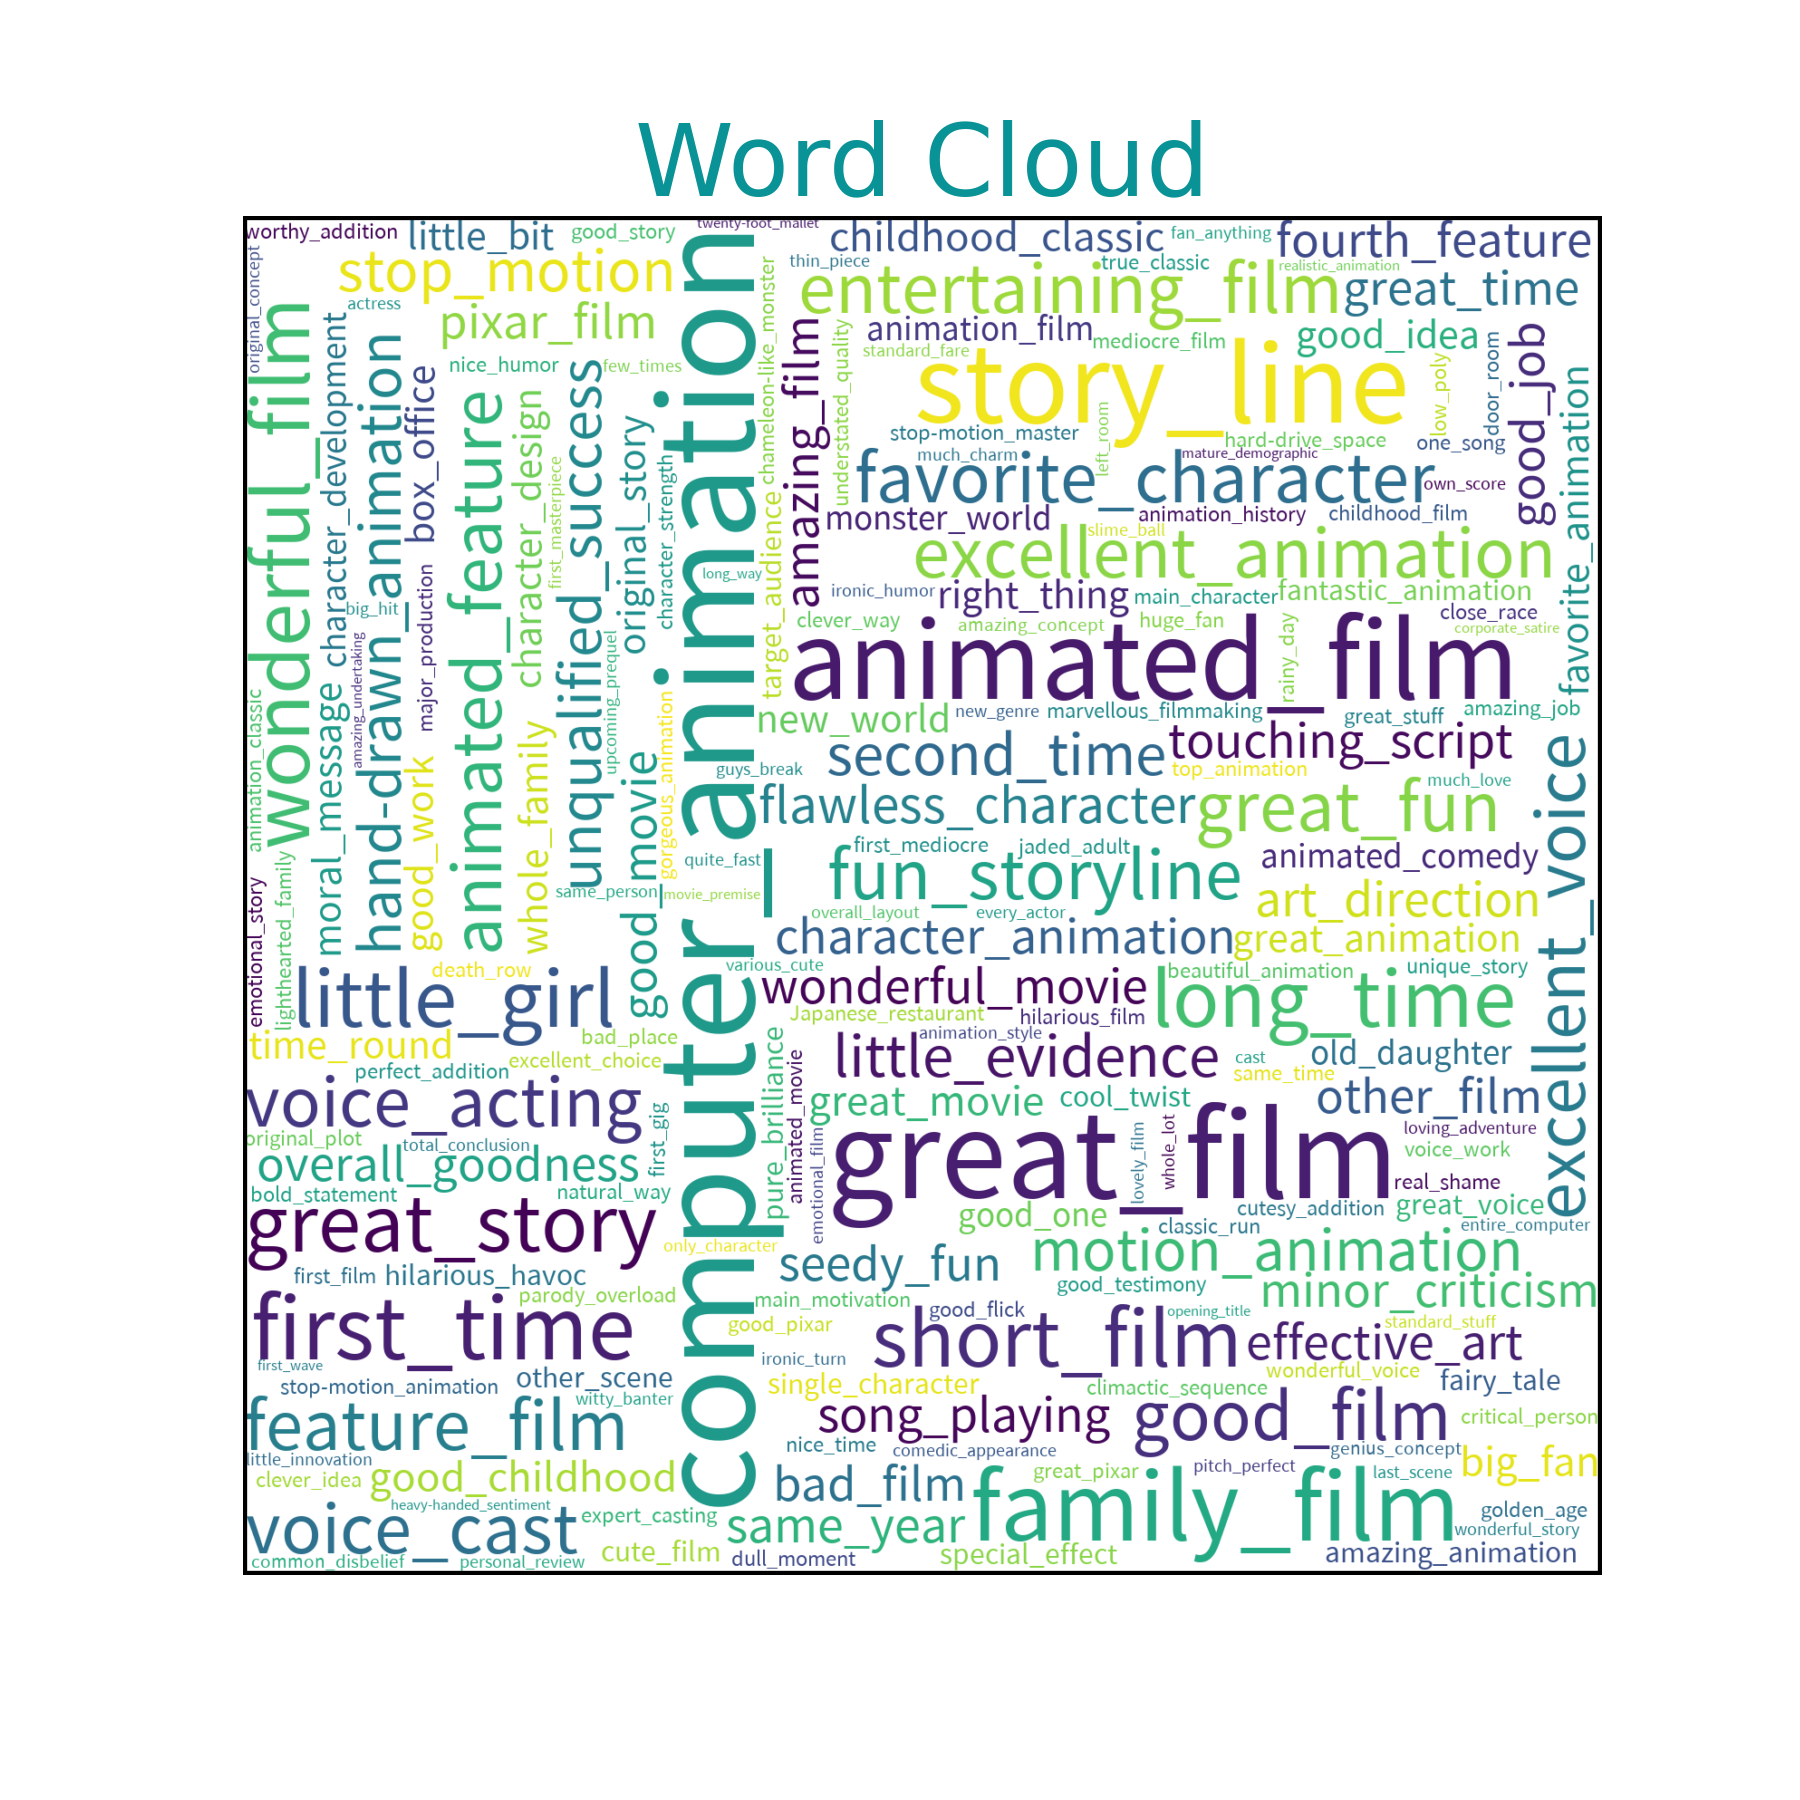 Word Cloud
worthy_addition
little_bit
good_story
twenty-foot_mallet
childhood_classic
fan_anything
fourth_feature
original_concept
stop_motion
thin_piece
true_classic
realistic_animation
entertaining_film
great_time
actress
pixar_film
animation_film
mediocre_film
good_idea
standard_fare
story_line
low_poly
door_room
good_job
nice_humor
few_times
wonderful_film
character_development
hand-drawn_animation
box_office
animated_feature
character_design
first_masterpiece
unqualified_success
original_story
character_strength
computer_animation
chameleon-like_monster
amazing_film
understated_quality
target_audience
stop-motion_master
left_room
hard-drive_space
one_song
much_charm
mature_demographic
favorite_character
own_score
favorite_animation
monster_world
animation_history
childhood_film
slime_ball
excellent_animation
long_way
ironic_humor
right_thing
main_character
fantastic_animation
big_hit
major_production
amazing_undertaking
upcoming_prequel
clever_way
amazing_concept
huge_fan
close_race
corporate_satire
animated_film
rainy_day
animation_classic
moral_message
good_work
whole_family
good_movie
gorgeous_animation
new_world
new_genre
marvellous_filmmaking
great_stuff
amazing_job
second_time
touching_script
guys_break
top_animation
much_love
excellent_voice
flawless_character
great_fun
first_mediocre
jaded_adult
animated_comedy
quite_fast
lighthearted_family
emotional_story
same_person
movie_premise
fun_storyline
art_direction
overall_layout
every_actor
character_animation
great_animation
death_row
various_cute
wonderful_movie
beautiful_animation
unique_story
little_girl
long_time
Japanese_restaurant
hilarious_film
time_round
bad_place
animation_style
excellent_choice
little_evidence
cast
old_daughter
perfect_addition
pure_brilliance
animated_movie
same_time
voice_acting
great_movie
cool_twist
other_film
first_gig
original_plot
total_conclusion
emotional_film
great_film
lovely_film
whole_lot
loving_adventure
voice_work
overall_goodness
bold_statement
natural_way
real_shame
great_story
good_one
cutesy_addition
great_voice
classic_run
entire_computer
only_character
motion_animation
first_film
hilarious_havoc
seedy_fun
good_testimony
minor_criticism
parody_overload
main_motivation
good_flick
opening_title
standard_stuff
first_time
good_pixar
short_film
effective_art
first_wave
ironic_turn
wonderful_voice
stop-motion_animation
other_scene
single_character
climactic_sequence
fairy_tale
witty_banter
feature_film
song_playing
good_film
critical_person
nice_time
comedic_appearance
genius_concept
little_innovation
clever_idea
good_childhood
bad_film
great_pixar
pitch_perfect
last_scene
big_fan
heavy-handed_sentiment
family_film
golden_age
voice_cast
expert_casting
same_year
wonderful_story
common_disbelief
personal_review
cute_film
dull_moment
special_effect
amazing_animation